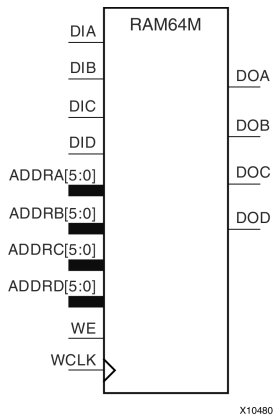 RAM64M
DIA
DIB
DIC
DID
ADDRA[5:0]
ADDRB[5:0]
ADDRC[5:0]
ADDRD[5:0]
WE
WCLK
DOA
DOB
DOC
DOD
X10480